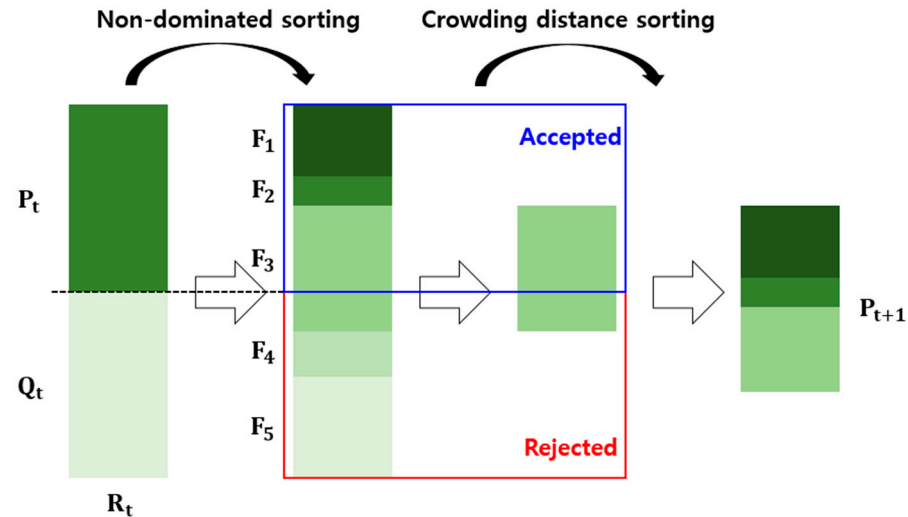 Non-dominated sorting
Crowding distance sorting
F₁
Accepted
F₂
Pₜ
F₃
Pₜ₊₁
F₄
Qₜ
F₅
Rejected
Rₜ